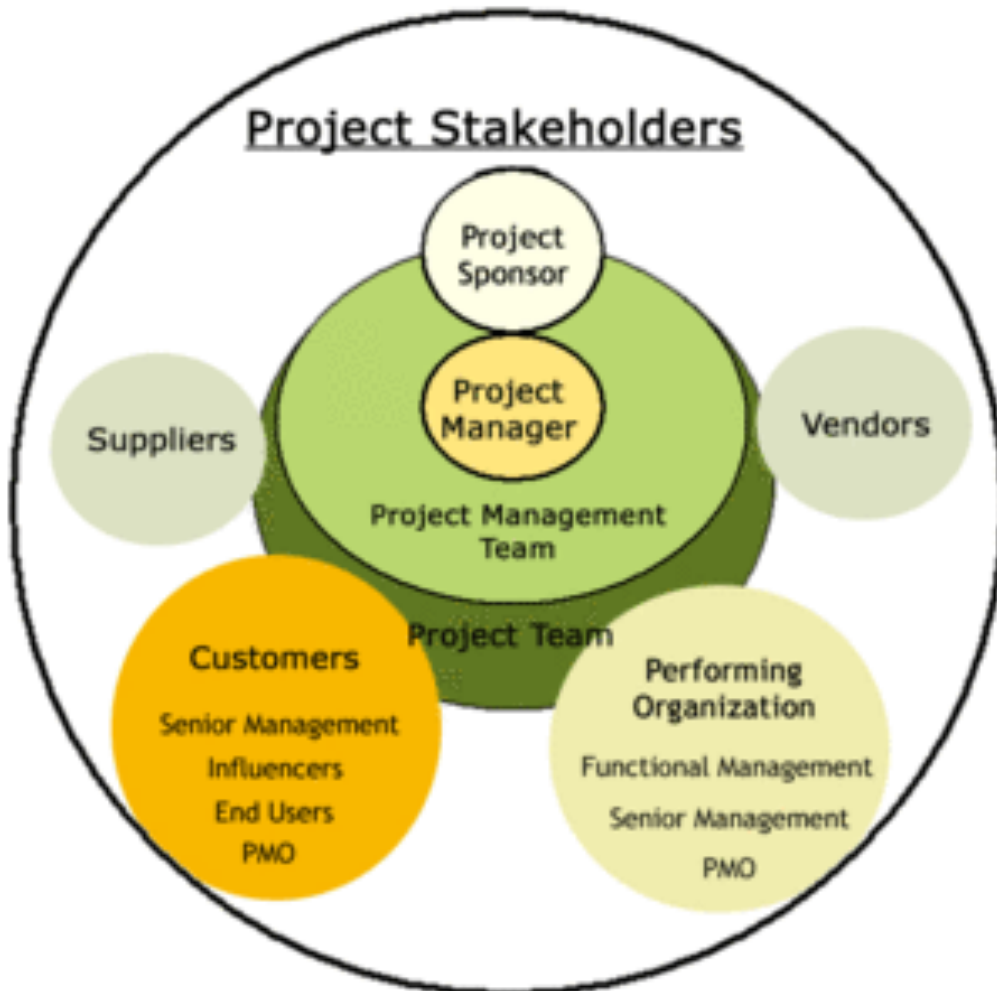 Project Stakeholders
Project
Sponsor
Project
Manager
Suppliers
Vendors
Project Management
Team
Project Team
Customers
Senior Management
Influencers
End Users
PMO
Performing
Organization
Functional Management
Senior Management
PMO